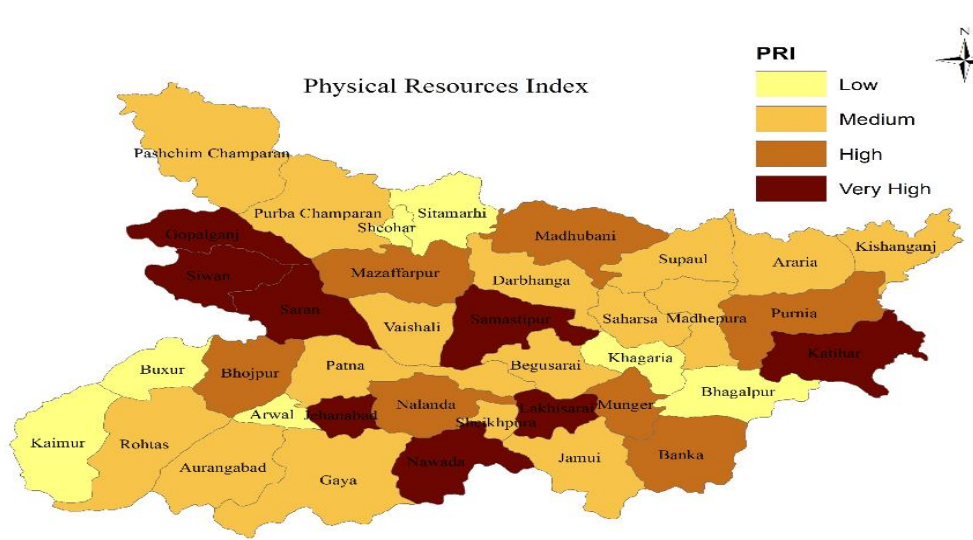 N
PRI
Low
Medium
High
Very High
Physical Resources Index
Pashchim Champaran
Purba Champaran
Sheohar
Sitamarhi
Gopalganj
Siwan
Saran
Mazaffarpur
Madhubani
Darbhanga
Supaul
Araria
Kishanganj
Vaishali
Samastipur
Saharsa
Madhepura
Purnia
Katihar
Buxur
Bhojpur
Patna
Begusarai
Khagaria
Bhagalpur
Kaimur
Rohtas
Arwal
Jehanabad
Nalanda
Sheikhpura
Lakhisarai
Munger
Banka
Aurangabad
Gaya
Nawada
Jamui